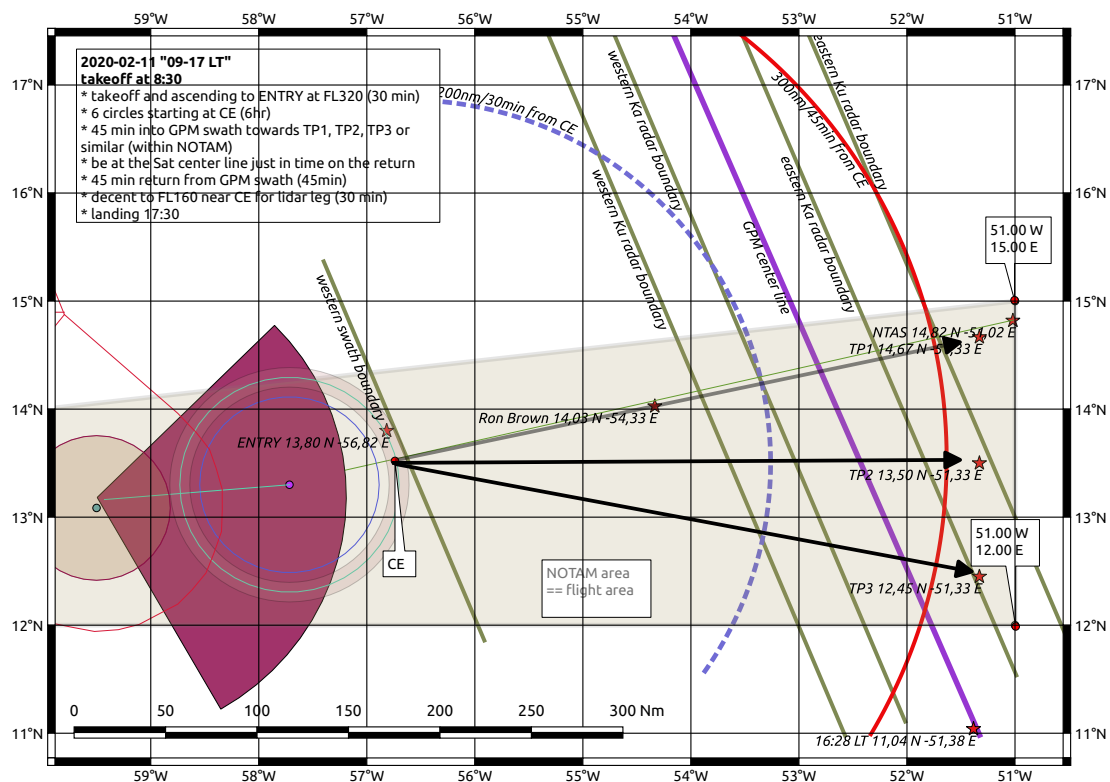 59°W 58°W 57°W 56°W 55°W 54°W 53°W 52°W 51°W
2020-02-11 "09-17 LT"
takeoff at 8:30
* takeoff and ascending to ENTRY at FL320 (30 min)
* 6 circles starting at CE (6hr)
* 45 min into GPM swath towards TP1, TP2, TP3 or
similar (within NOTAM)
* be at the Sat center line just in time on the return
* 45 min return from GPM swath (45min)
* decent to FL160 near CE for lidar leg (30 min)
* landing 17:30
17°N 17°N
16°N 16°N
15°N 15°N
14°N 14°N
13°N 13°N
12°N 12°N
11°N 11°N
200nm/30min from CE
300nm/45min from CE
western Ka radar boundary
western Ku radar boundary
eastern Ku radar boundary
eastern Ka radar boundary
GPM center line
western swath boundary
51.00 W
15.00 E
NTAS 14,82 N -51,02 E
TP1 14,67 N -51,33 E
Ron Brown 14,03 N -54,33 E
ENTRY 13,80 N -56,82 E
TP2 13,50 N -51,33 E
51.00 W
12.00 E
CE
NOTAM area
== flight area
TP3 12,45 N -51,33 E
0 50 100 150 200 250 300 Nm
16:28 LT 11,04 N -51,38 E
59°W 58°W 57°W 56°W 55°W 54°W 53°W 52°W 51°W